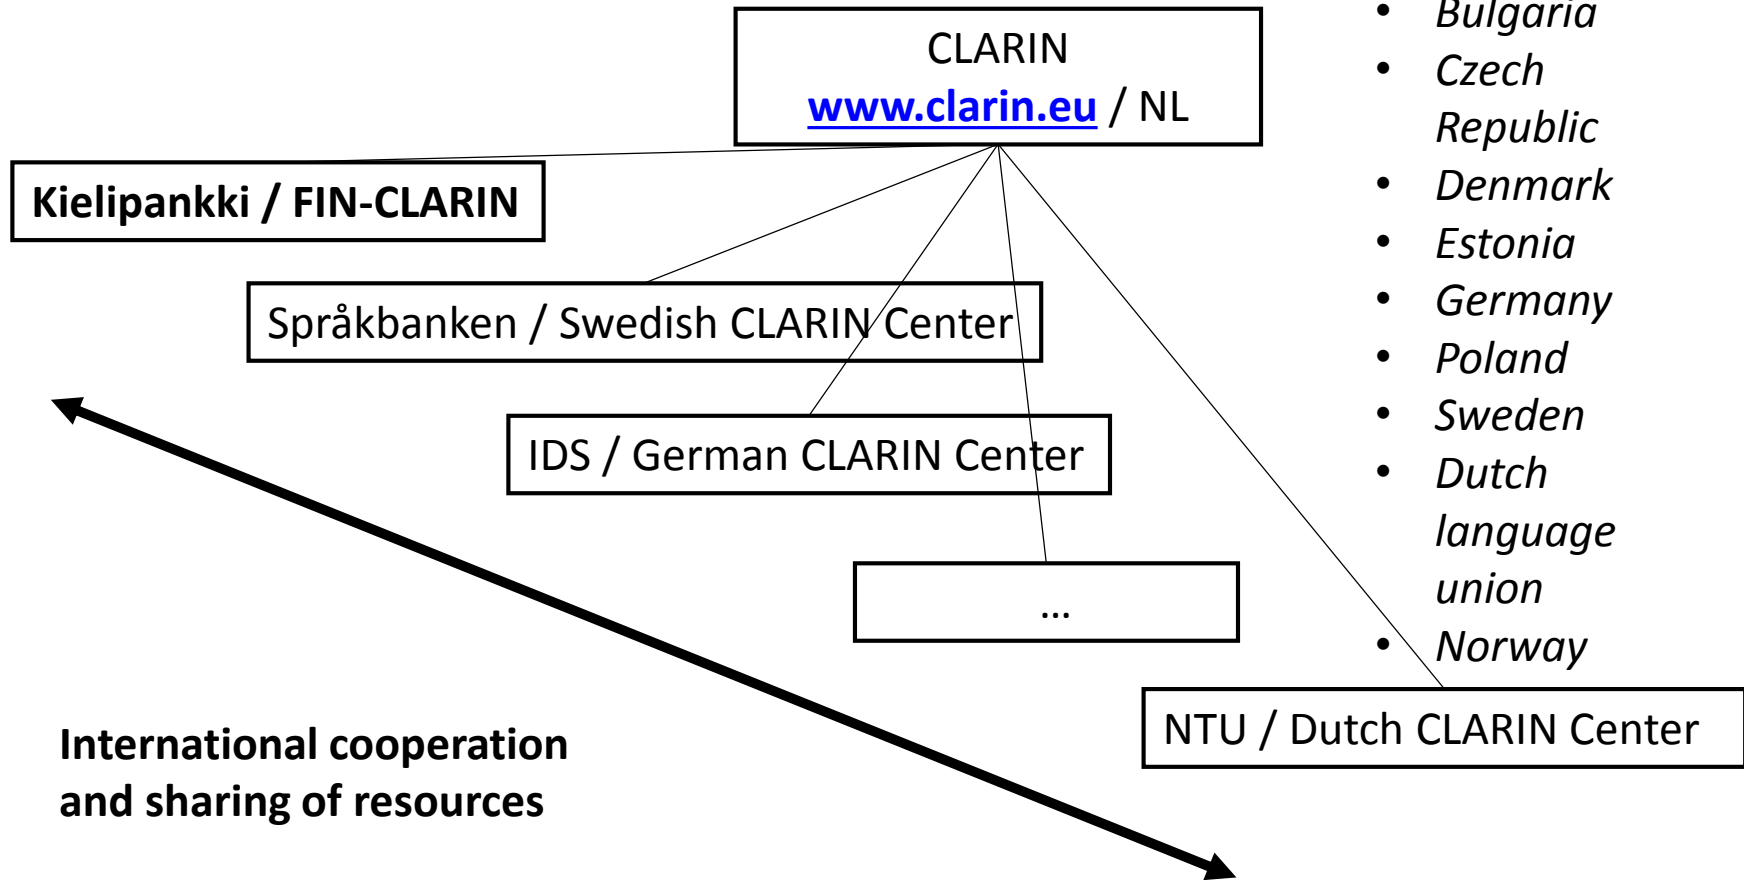 CLARIN
www.clarin.eu / NL
Kielipankki / FIN-CLARIN
Språkbanken / Swedish CLARIN Center
IDS / German CLARIN Center
...
NTU / Dutch CLARIN Center
International cooperation
and sharing of resources
• Bulgaria
• Czech
Republic
• Denmark
• Estonia
• Germany
• Poland
• Sweden
• Dutch
language
union
• Norway